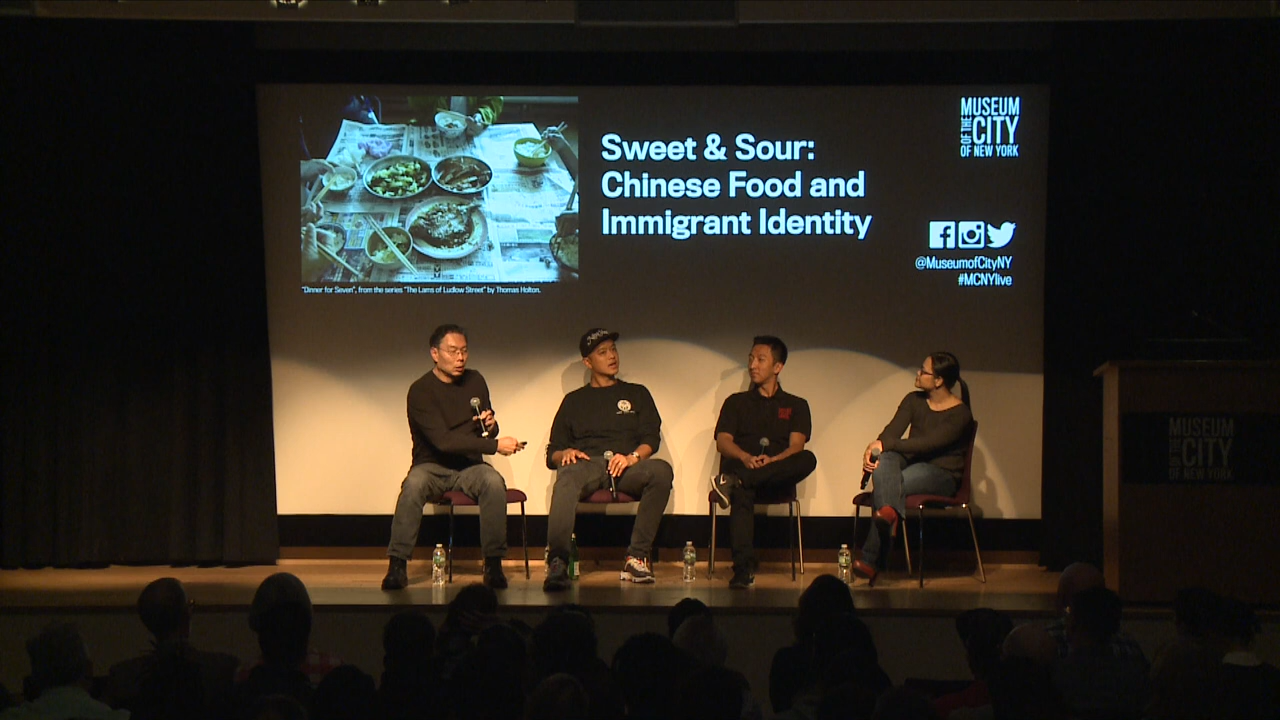 Sweet & Sour:
Chinese Food and
Immigrant Identity
MUSEUM
OF THE
CITY
OF NEW YORK
@MuseumofCityNY
#MCNYlive
"Dinner for Seven", from the series "The Lams of Ludlow Street" by Thomas Holton.
MUSEUM
OF THE
CITY
OF NEW YORK